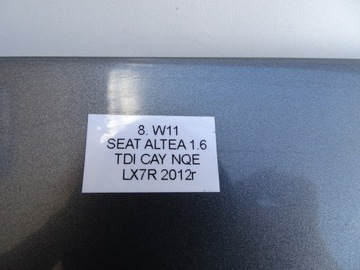 8. W11
SEAT ALTEA 1.6
TDI CAY NQE
LX7R 2012r